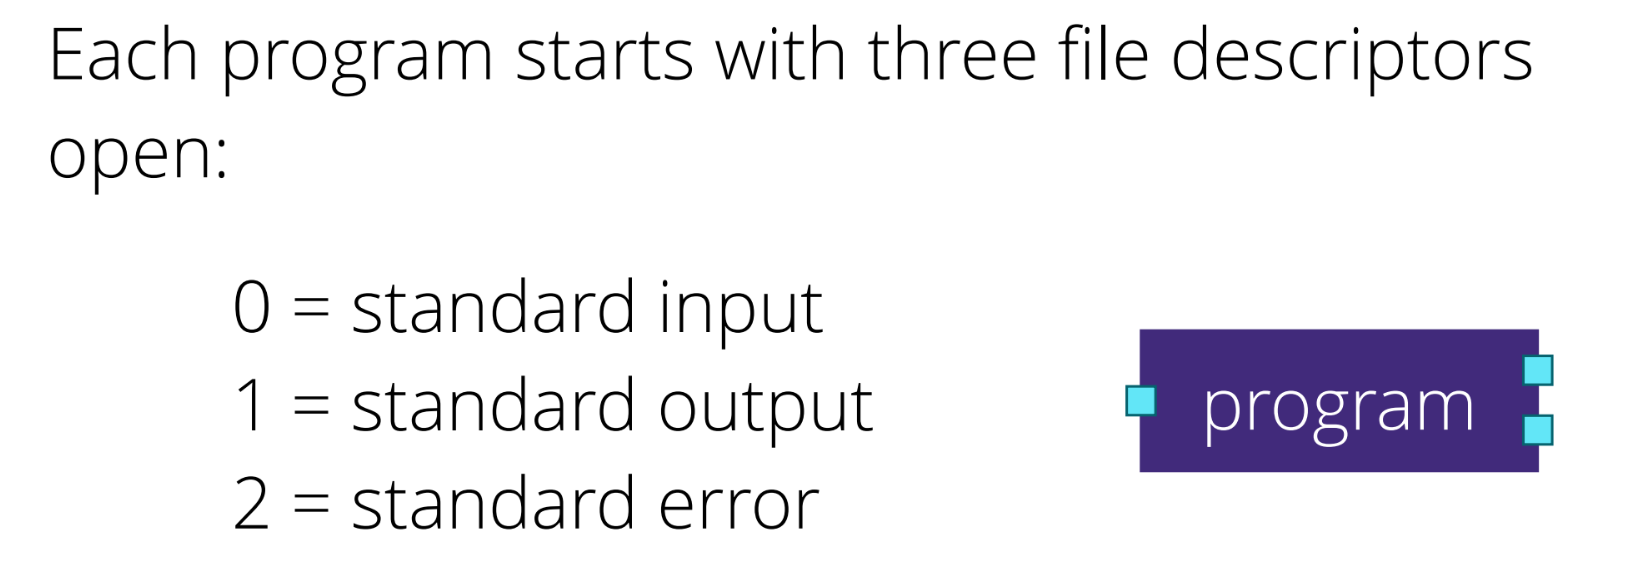 Each program starts with three file descriptors
open:
0 = standard input
1 = standard output
2 = standard error
program